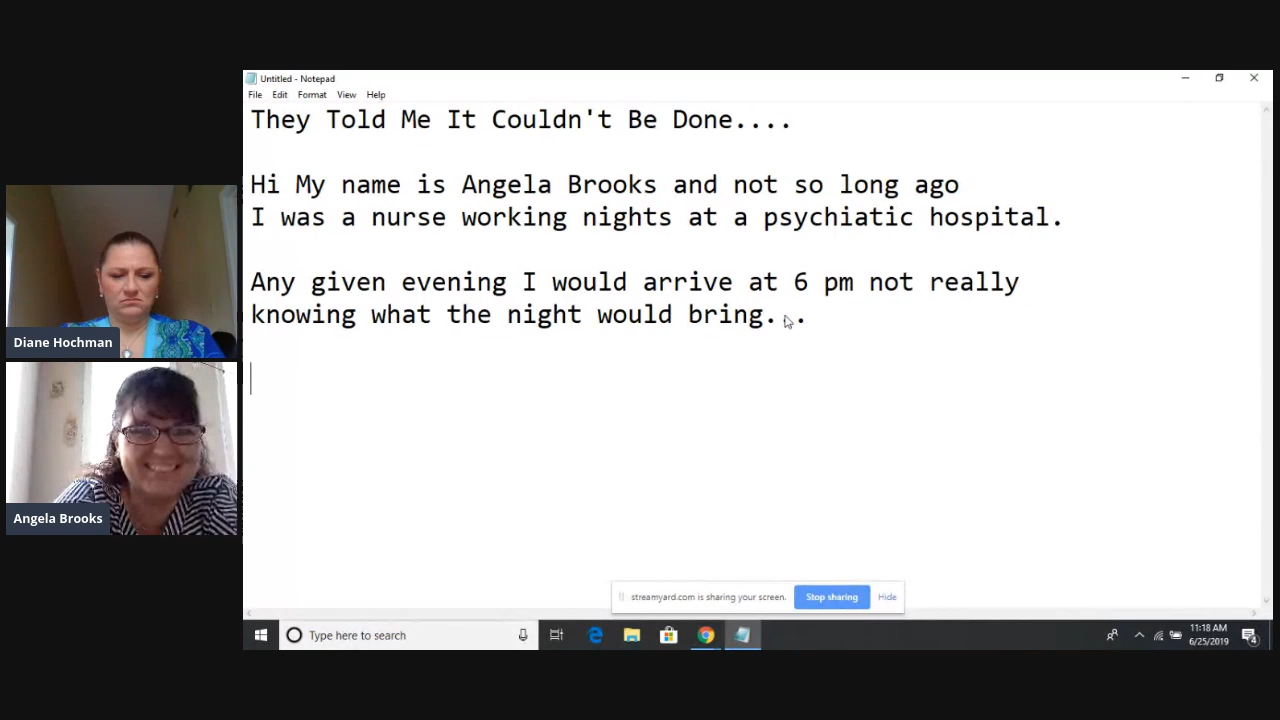 Untitled - Notepad
File Edit Format View Help
They Told Me It Couldn't Be Done....
Hi My name is Angela Brooks and not so long ago
I was a nurse working nights at a psychiatic hospital.
Any given evening I would arrive at 6 pm not really
knowing what the night would bring...
Diane Hochman
Angela Brooks
streamyard.com is sharing your screen. Stop sharing Hide
Type here to search
11:18 AM
6/25/2019
4